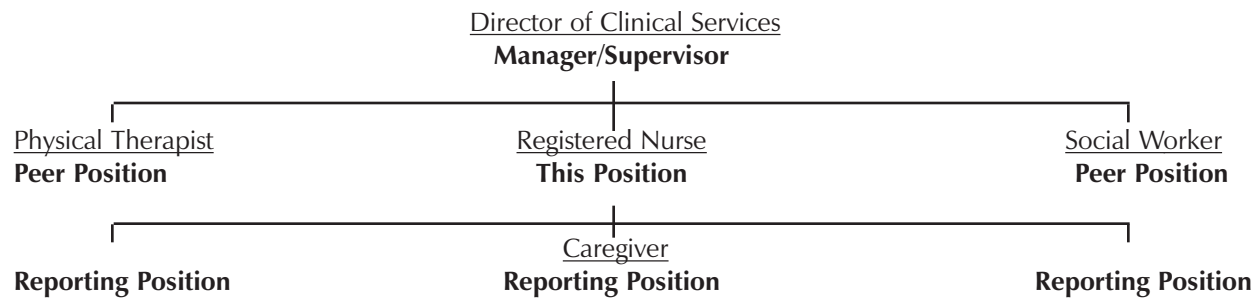 Director of Clinical Services
Manager/Supervisor
Physical Therapist Registered Nurse Social Worker
Peer Position This Position Peer Position
Caregiver
Reporting Position Reporting Position Reporting Position